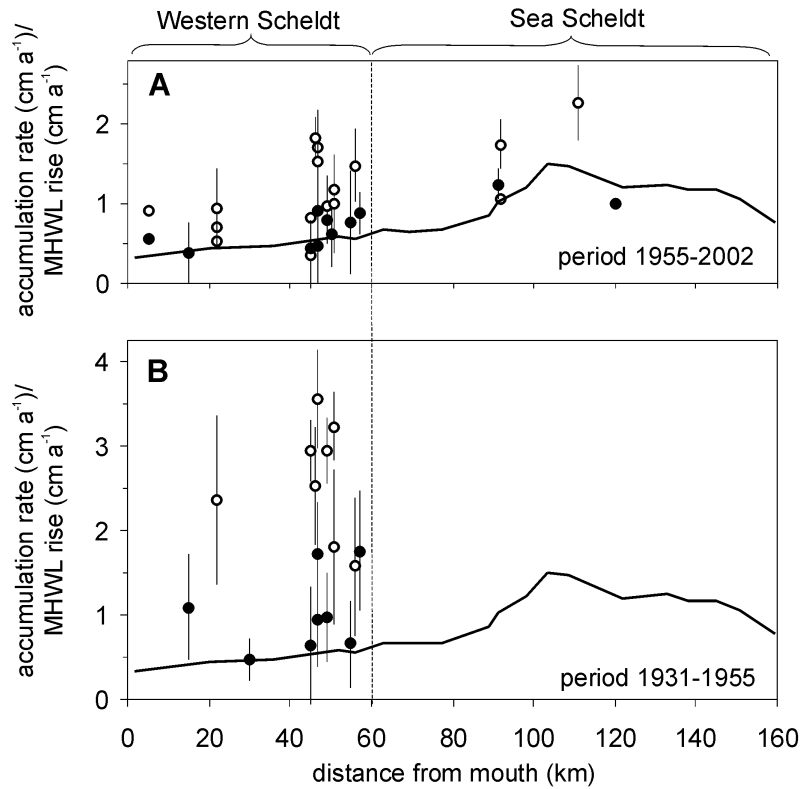 Western Scheldt
Sea Scheldt
accumulation rate (cm a⁻¹)/
MHWL rise (cm a⁻¹)
A
2
1
0
period 1955-2002
accumulation rate (cm a⁻¹)/
MHWL rise (cm a⁻¹)
B
4
3
2
1
0
period 1931-1955
0 20 40 60 80 100 120 140 160
distance from mouth (km)